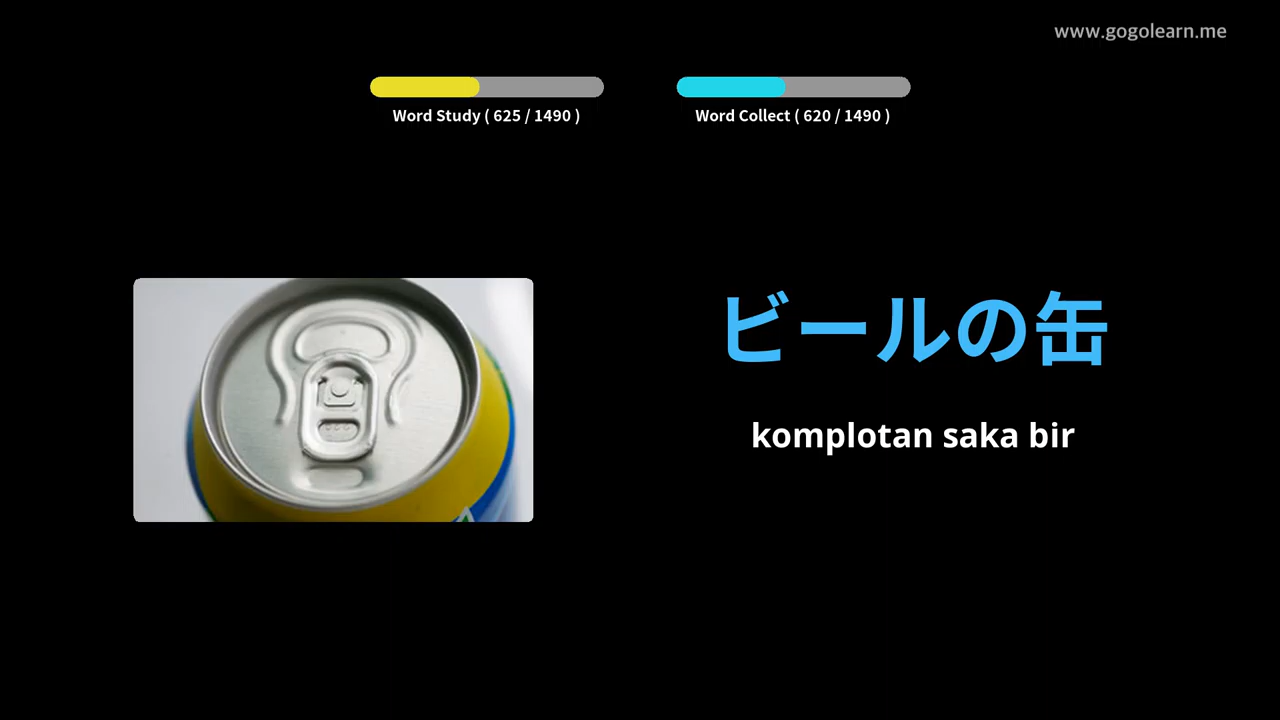 www.gogolearn.me
Word Study ( 625 / 1490 )
Word Collect ( 620 / 1490 )
ビールの缶
komplotan saka bir